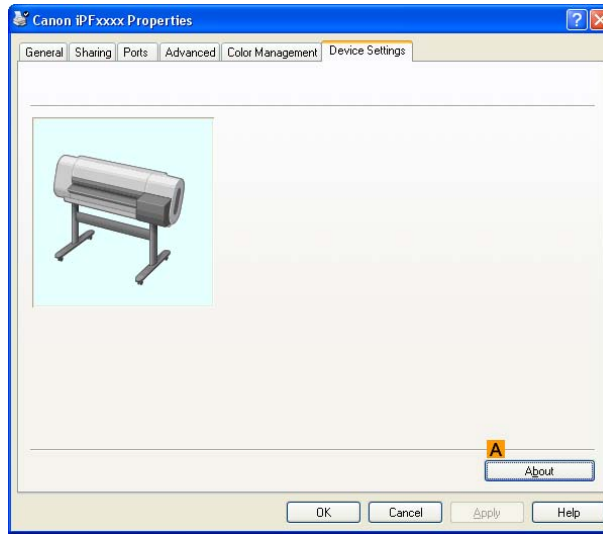 Canon iPFxxxx Properties
General Sharing Ports Advanced Color Management Device Settings
A
About
OK Cancel Apply Help